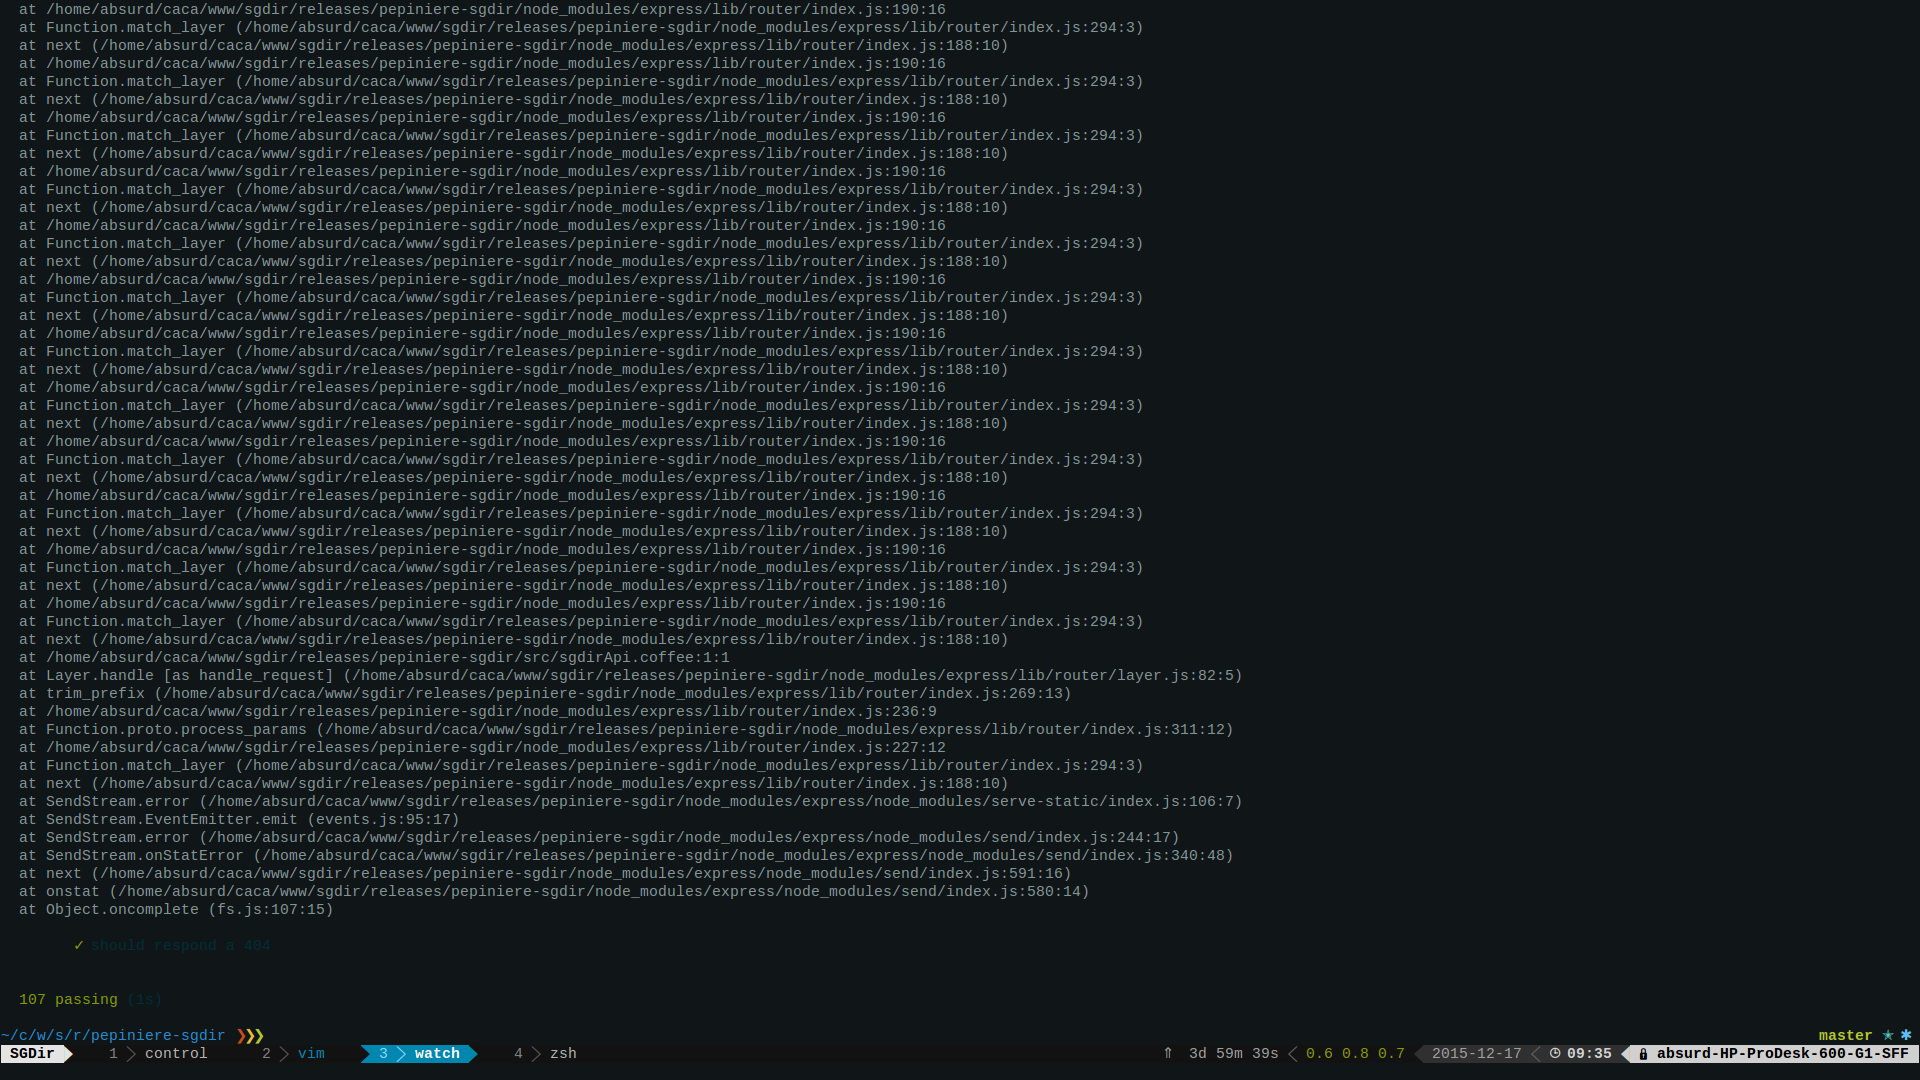 at /home/absurd/caca/www/sgdir/releases/pepiniere-sgdir/node_modules/express/lib/router/index.js:190:16
at Function.match_layer (/home/absurd/caca/www/sgdir/releases/pepiniere-sgdir/node_modules/express/lib/router/index.js:294:3)
at next (/home/absurd/caca/www/sgdir/releases/pepiniere-sgdir/node_modules/express/lib/router/index.js:188:10)
at /home/absurd/caca/www/sgdir/releases/pepiniere-sgdir/node_modules/express/lib/router/index.js:190:16
at Function.match_layer (/home/absurd/caca/www/sgdir/releases/pepiniere-sgdir/node_modules/express/lib/router/index.js:294:3)
at next (/home/absurd/caca/www/sgdir/releases/pepiniere-sgdir/node_modules/express/lib/router/index.js:188:10)
at /home/absurd/caca/www/sgdir/releases/pepiniere-sgdir/node_modules/express/lib/router/index.js:190:16
at Function.match_layer (/home/absurd/caca/www/sgdir/releases/pepiniere-sgdir/node_modules/express/lib/router/index.js:294:3)
at next (/home/absurd/caca/www/sgdir/releases/pepiniere-sgdir/node_modules/express/lib/router/index.js:188:10)
at /home/absurd/caca/www/sgdir/releases/pepiniere-sgdir/node_modules/express/lib/router/index.js:190:16
at Function.match_layer (/home/absurd/caca/www/sgdir/releases/pepiniere-sgdir/node_modules/express/lib/router/index.js:294:3)
at next (/home/absurd/caca/www/sgdir/releases/pepiniere-sgdir/node_modules/express/lib/router/index.js:188:10)
at /home/absurd/caca/www/sgdir/releases/pepiniere-sgdir/node_modules/express/lib/router/index.js:190:16
at Function.match_layer (/home/absurd/caca/www/sgdir/releases/pepiniere-sgdir/node_modules/express/lib/router/index.js:294:3)
at next (/home/absurd/caca/www/sgdir/releases/pepiniere-sgdir/node_modules/express/lib/router/index.js:188:10)
at /home/absurd/caca/www/sgdir/releases/pepiniere-sgdir/node_modules/express/lib/router/index.js:190:16
at Function.match_layer (/home/absurd/caca/www/sgdir/releases/pepiniere-sgdir/node_modules/express/lib/router/index.js:294:3)
at next (/home/absurd/caca/www/sgdir/releases/pepiniere-sgdir/node_modules/express/lib/router/index.js:188:10)
at /home/absurd/caca/www/sgdir/releases/pepiniere-sgdir/node_modules/express/lib/router/index.js:190:16
at Function.match_layer (/home/absurd/caca/www/sgdir/releases/pepiniere-sgdir/node_modules/express/lib/router/index.js:294:3)
at next (/home/absurd/caca/www/sgdir/releases/pepiniere-sgdir/node_modules/express/lib/router/index.js:188:10)
at /home/absurd/caca/www/sgdir/releases/pepiniere-sgdir/node_modules/express/lib/router/index.js:190:16
at Function.match_layer (/home/absurd/caca/www/sgdir/releases/pepiniere-sgdir/node_modules/express/lib/router/index.js:294:3)
at next (/home/absurd/caca/www/sgdir/releases/pepiniere-sgdir/node_modules/express/lib/router/index.js:188:10)
at /home/absurd/caca/www/sgdir/releases/pepiniere-sgdir/node_modules/express/lib/router/index.js:190:16
at Function.match_layer (/home/absurd/caca/www/sgdir/releases/pepiniere-sgdir/node_modules/express/lib/router/index.js:294:3)
at next (/home/absurd/caca/www/sgdir/releases/pepiniere-sgdir/node_modules/express/lib/router/index.js:188:10)
at /home/absurd/caca/www/sgdir/releases/pepiniere-sgdir/node_modules/express/lib/router/index.js:190:16
at Function.match_layer (/home/absurd/caca/www/sgdir/releases/pepiniere-sgdir/node_modules/express/lib/router/index.js:294:3)
at next (/home/absurd/caca/www/sgdir/releases/pepiniere-sgdir/node_modules/express/lib/router/index.js:188:10)
at /home/absurd/caca/www/sgdir/releases/pepiniere-sgdir/node_modules/express/lib/router/index.js:190:16
at Function.match_layer (/home/absurd/caca/www/sgdir/releases/pepiniere-sgdir/node_modules/express/lib/router/index.js:294:3)
at next (/home/absurd/caca/www/sgdir/releases/pepiniere-sgdir/node_modules/express/lib/router/index.js:188:10)
at /home/absurd/caca/www/sgdir/releases/pepiniere-sgdir/node_modules/express/lib/router/index.js:190:16
at Function.match_layer (/home/absurd/caca/www/sgdir/releases/pepiniere-sgdir/node_modules/express/lib/router/index.js:294:3)
at next (/home/absurd/caca/www/sgdir/releases/pepiniere-sgdir/node_modules/express/lib/router/index.js:188:10)
at /home/absurd/caca/www/sgdir/releases/pepiniere-sgdir/src/sgdirApi.coffee:1:1
at Layer.handle [as handle_request] (/home/absurd/caca/www/sgdir/releases/pepiniere-sgdir/node_modules/express/lib/router/layer.js:82:5)
at trim_prefix (/home/absurd/caca/www/sgdir/releases/pepiniere-sgdir/node_modules/express/lib/router/index.js:269:13)
at /home/absurd/caca/www/sgdir/releases/pepiniere-sgdir/node_modules/express/lib/router/index.js:236:9
at Function.proto.process_params (/home/absurd/caca/www/sgdir/releases/pepiniere-sgdir/node_modules/express/lib/router/index.js:311:12)
at /home/absurd/caca/www/sgdir/releases/pepiniere-sgdir/node_modules/express/lib/router/index.js:227:12
at Function.match_layer (/home/absurd/caca/www/sgdir/releases/pepiniere-sgdir/node_modules/express/lib/router/index.js:294:3)
at next (/home/absurd/caca/www/sgdir/releases/pepiniere-sgdir/node_modules/express/lib/router/index.js:188:10)
at SendStream.error (/home/absurd/caca/www/sgdir/releases/pepiniere-sgdir/node_modules/express/node_modules/serve-static/index.js:106:7)
at SendStream.EventEmitter.emit (events.js:95:17)
at SendStream.error (/home/absurd/caca/www/sgdir/releases/pepiniere-sgdir/node_modules/express/node_modules/send/index.js:244:17)
at SendStream.onStatError (/home/absurd/caca/www/sgdir/releases/pepiniere-sgdir/node_modules/express/node_modules/send/index.js:340:48)
at next (/home/absurd/caca/www/sgdir/releases/pepiniere-sgdir/node_modules/express/node_modules/send/index.js:591:16)
at onstat (/home/absurd/caca/www/sgdir/releases/pepiniere-sgdir/node_modules/express/node_modules/send/index.js:580:14)
at Object.oncomplete (fs.js:107:15)
✓ should respond a 404
107 passing (1s)
~/c/w/s/r/pepiniere-sgdir ❯❯❯ master ✭ ✱
SGDir 1 control 2 vim 3 watch 4 zsh ⇑ 3d 59m 39s 0.6 0.8 0.7 2015-12-17 09:35 absurd-HP-ProDesk-600-G1-SFF